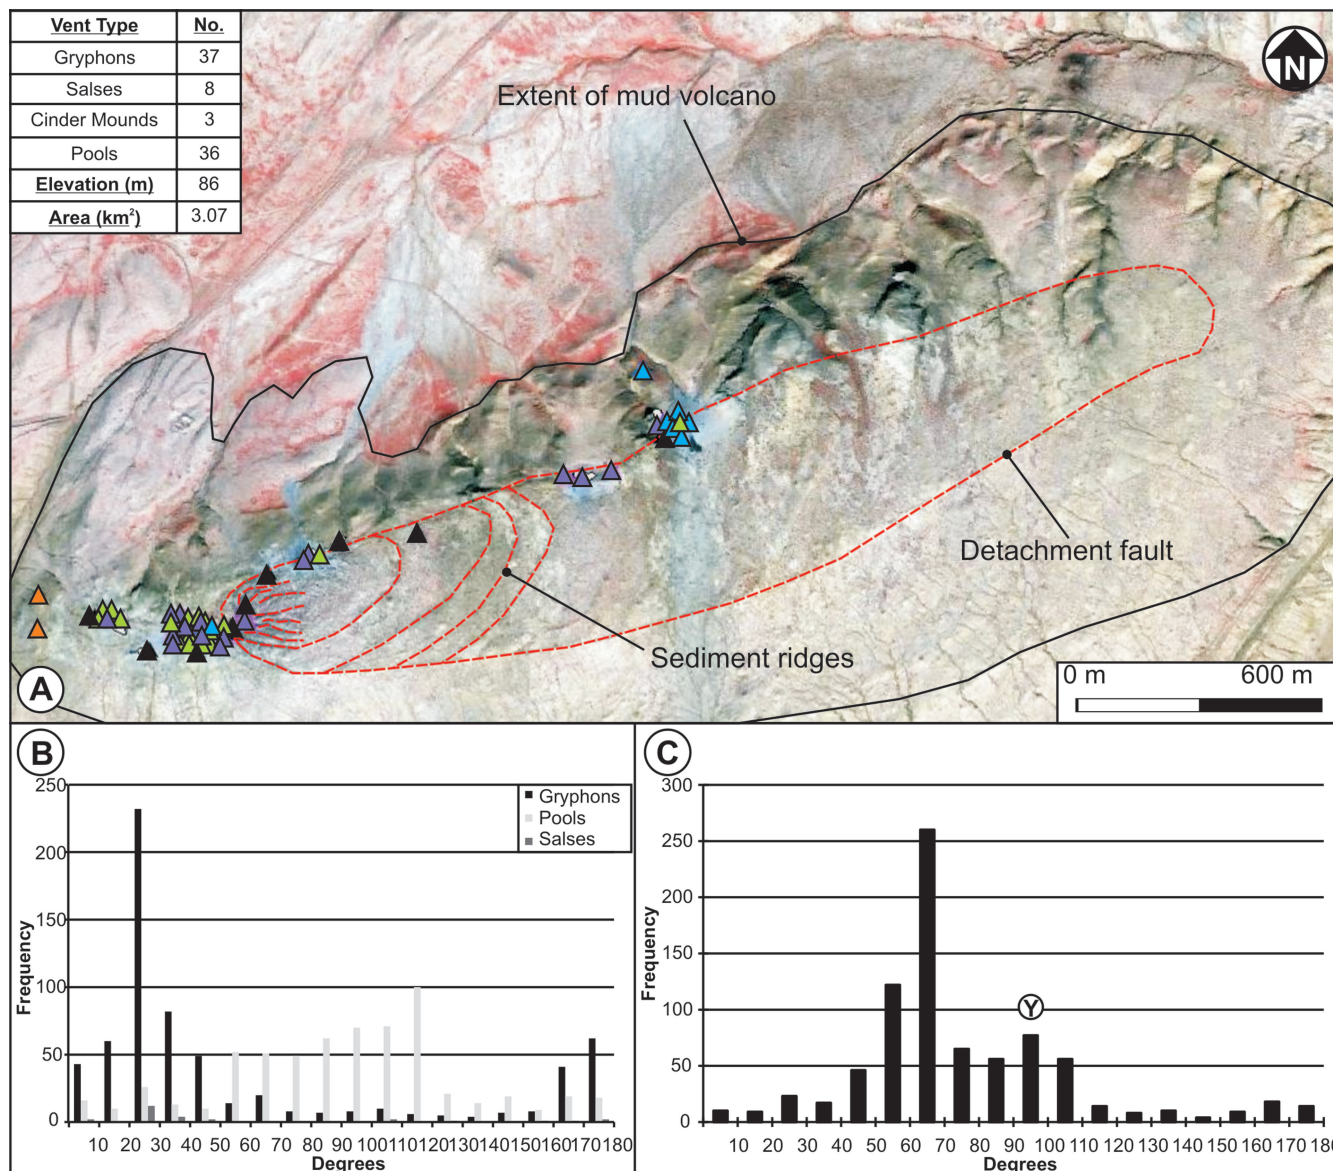 Vent Type No.
Gryphons 37
Salses 8
Cinder Mounds 3
Pools 36
Elevation (m) 86
Area (km²) 3.07
N
Extent of mud volcano
Detachment fault
Sediment ridges
0 m 600 m
A
B
250
200
150
100
50
0
Frequency
Gryphons
Pools
Salses
10 20 30 40 50 60 70 80 90 100 110 120 130 140 150 160 170 180
Degrees
C
300
250
200
150
100
50
0
Frequency
Y
10 20 30 40 50 60 70 80 90 100 110 120 130 140 150 160 170 180
Degrees